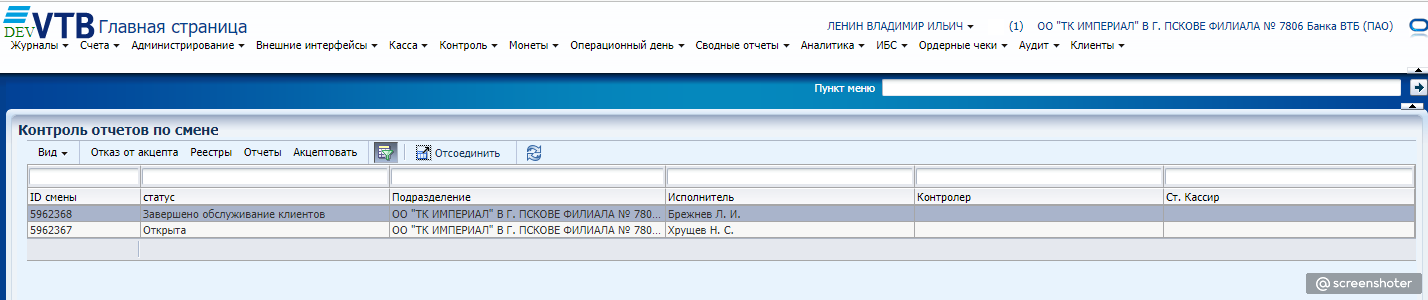 DEV VTB Главная страница
ЛЕНИН ВЛАДИМИР ИЛЬИЧ (1) ОО "ТК ИМПЕРИАЛ" В Г. ПСКОВЕ ФИЛИАЛА № 7806 Банка ВТБ (ПАО)
Журналы Счета Администрирование Внешние интерфейсы Касса Контроль Монеты Операционный день Сводные отчеты Аналитика ИБС Ордерные чеки Аудит Клиенты
Пункт меню
Контроль отчетов по смене
Вид Отказ от акцепта Реестры Отчеты Акцептовать Отсоединить
ID смены статус Подразделение Исполнитель Контролер Ст. Кассир
5962368 Завершено обслуживание клиентов ОО "ТК ИМПЕРИАЛ" В Г. ПСКОВЕ ФИЛИАЛА № 780... Брежнев Л. И.
5962367 Открыта ОО "ТК ИМПЕРИАЛ" В Г. ПСКОВЕ ФИЛИАЛА № 780... Хрущев Н. С.
@screenshoter